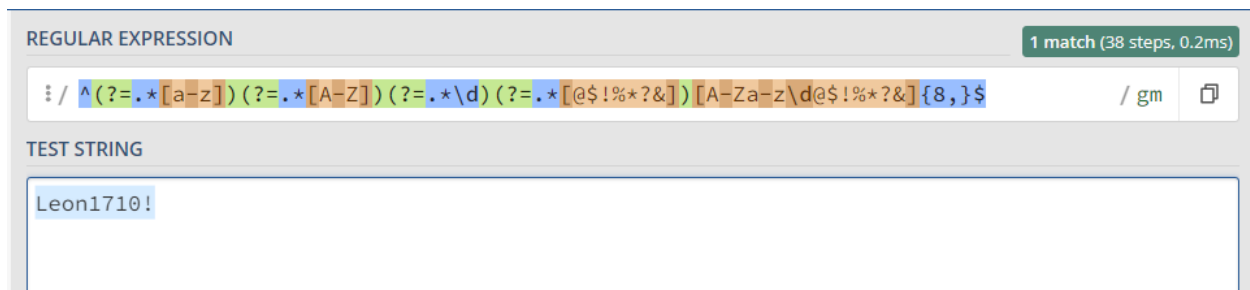 REGULAR EXPRESSION
1 match (38 steps, 0.2ms)
/ ^(?=.*[a-z])(?=.*[A-Z])(?=.*\d)(?=.*[@$!%*?&])[A-Za-z\d@$!%*?&]{8,}$ / gm
TEST STRING
Leon1710!